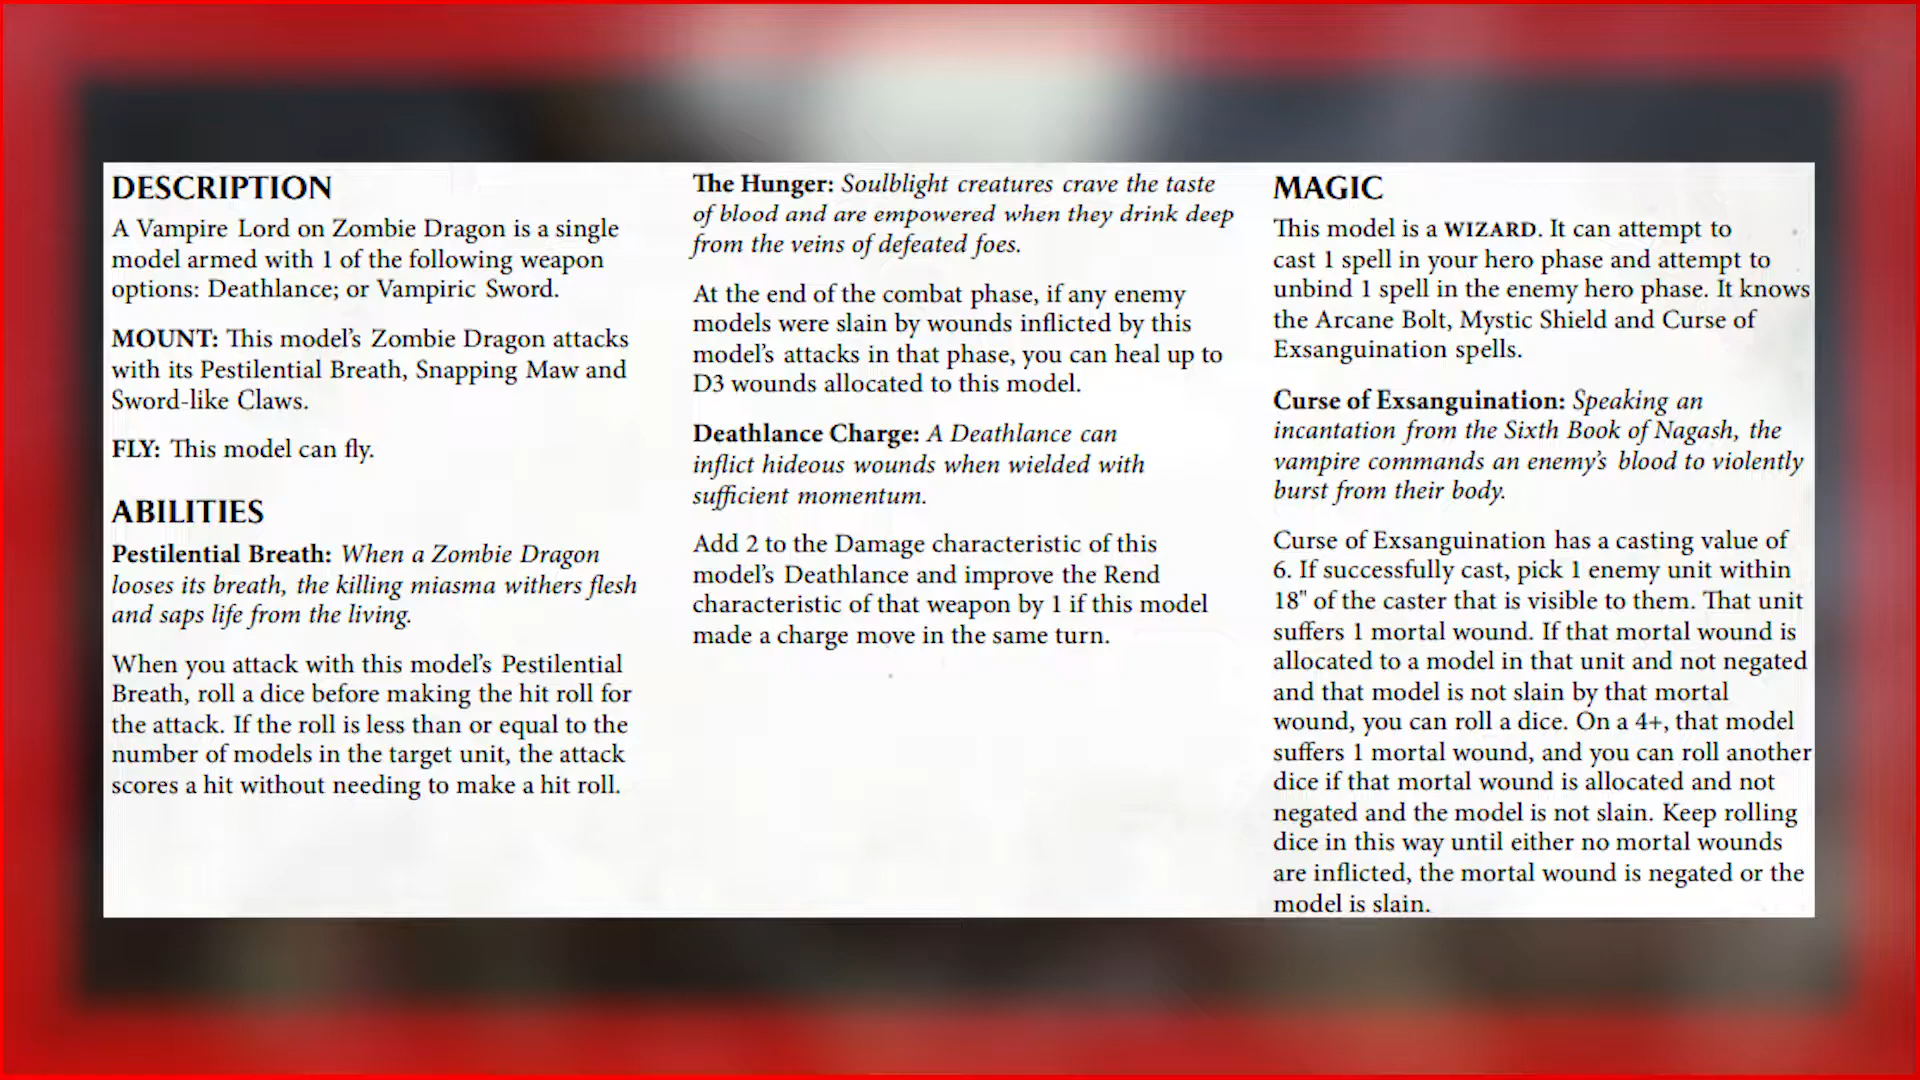 DESCRIPTION
A Vampire Lord on Zombie Dragon is a single
model armed with 1 of the following weapon
options: Deathlance; or Vampiric Sword.
MOUNT: This model's Zombie Dragon attacks
with its Pestilential Breath, Snapping Maw and
Sword-like Claws.
FLY: This model can fly.
ABILITIES
Pestilential Breath: When a Zombie Dragon
looses its breath, the killing miasma withers flesh
and saps life from the living.
When you attack with this model's Pestilential
Breath, roll a dice before making the hit roll for
the attack. If the roll is less than or equal to the
number of models in the target unit, the attack
scores a hit without needing to make a hit roll.
The Hunger: Soulblight creatures crave the taste
of blood and are empowered when they drink deep
from the veins of defeated foes.
At the end of the combat phase, if any enemy
models were slain by wounds inflicted by this
model's attacks in that phase, you can heal up to
D3 wounds allocated to this model.
Deathlance Charge: A Deathlance can
inflict hideous wounds when wielded with
sufficient momentum.
Add 2 to the Damage characteristic of this
model's Deathlance and improve the Rend
characteristic of that weapon by 1 if this model
made a charge move in the same turn.
MAGIC
This model is a WIZARD. It can attempt to
cast 1 spell in your hero phase and attempt to
unbind 1 spell in the enemy hero phase. It knows
the Arcane Bolt, Mystic Shield and Curse of
Exsanguination spells.
Curse of Exsanguination: Speaking an
incantation from the Sixth Book of Nagash, the
vampire commands an enemy's blood to violently
burst from their body.
Curse of Exsanguination has a casting value of
6. If successfully cast, pick 1 enemy unit within
18" of the caster that is visible to them. That unit
suffers 1 mortal wound. If that mortal wound is
allocated to a model in that unit and not negated
and that model is not slain by that mortal
wound, you can roll a dice. On a 4+, that model
suffers 1 mortal wound, and you can roll another
dice if that mortal wound is allocated and not
negated and the model is not slain. Keep rolling
dice in this way until either no mortal wounds
are inflicted, the mortal wound is negated or the
model is slain.